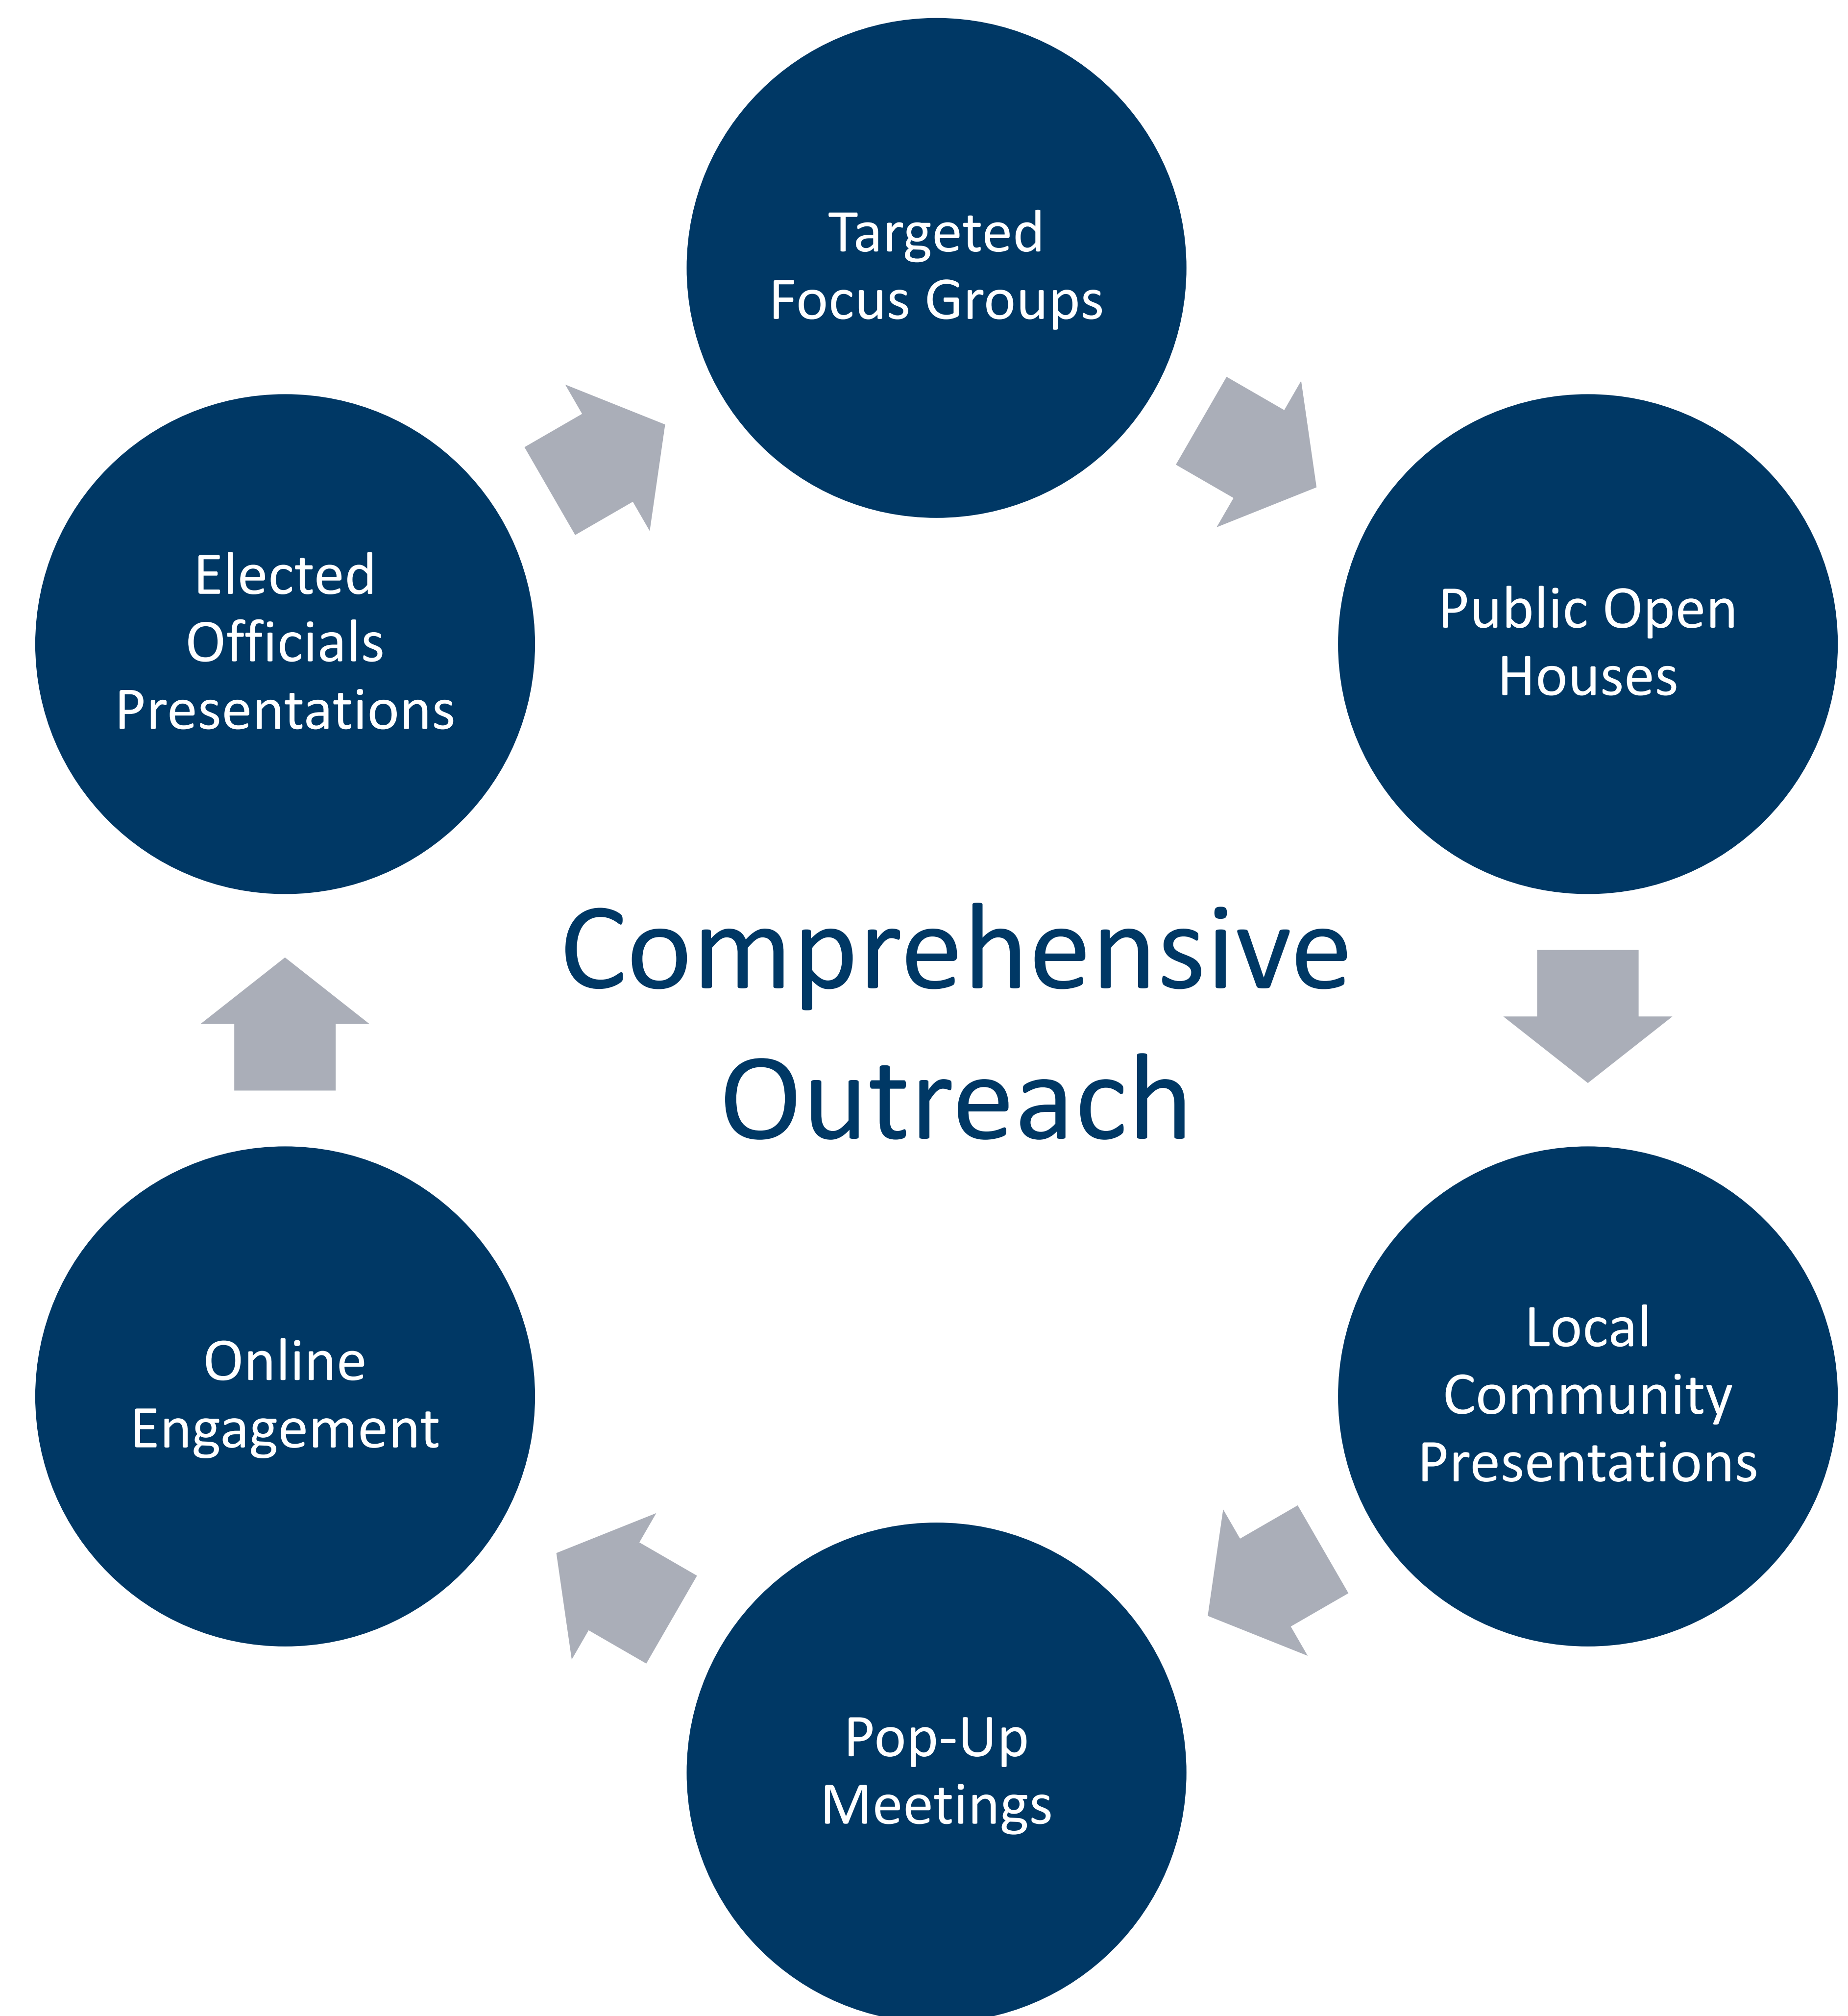 Targeted
Focus Groups
Public Open
Houses
Local
Community
Presentations
Pop-Up
Meetings
Online
Engagement
Elected
Officials
Presentations
Comprehensive
Outreach